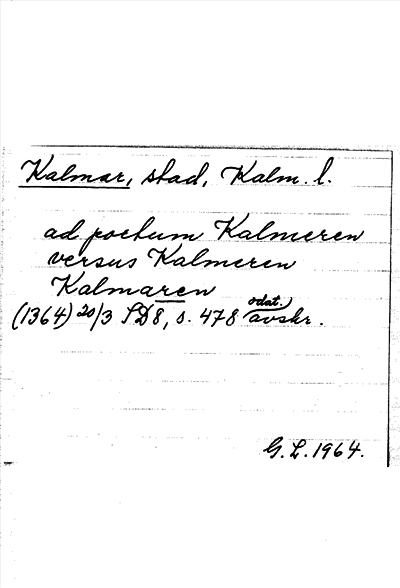 Kalmar, stad, Kalm. l.
ad portum Kalmeren
versus Kalmeren
Kalmaren
(1364) 20/3 SD8, s. 478 odat.) avskr.
G. L. 1964.